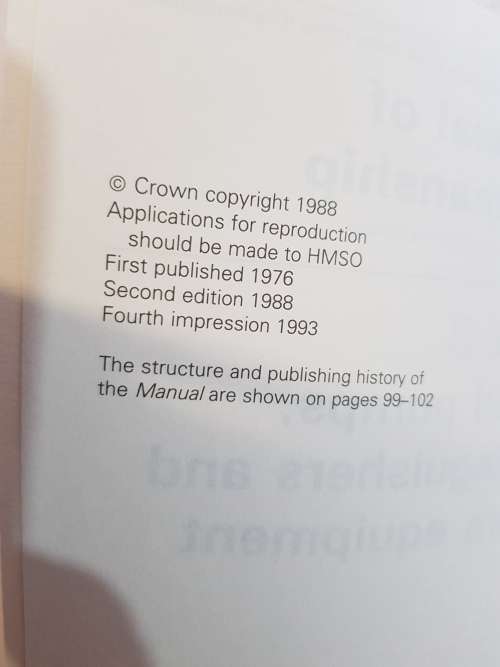 © Crown copyright 1988
Applications for reproduction
should be made to HMSO
First published 1976
Second edition 1988
Fourth impression 1993
The structure and publishing history of
the Manual are shown on pages 99–102